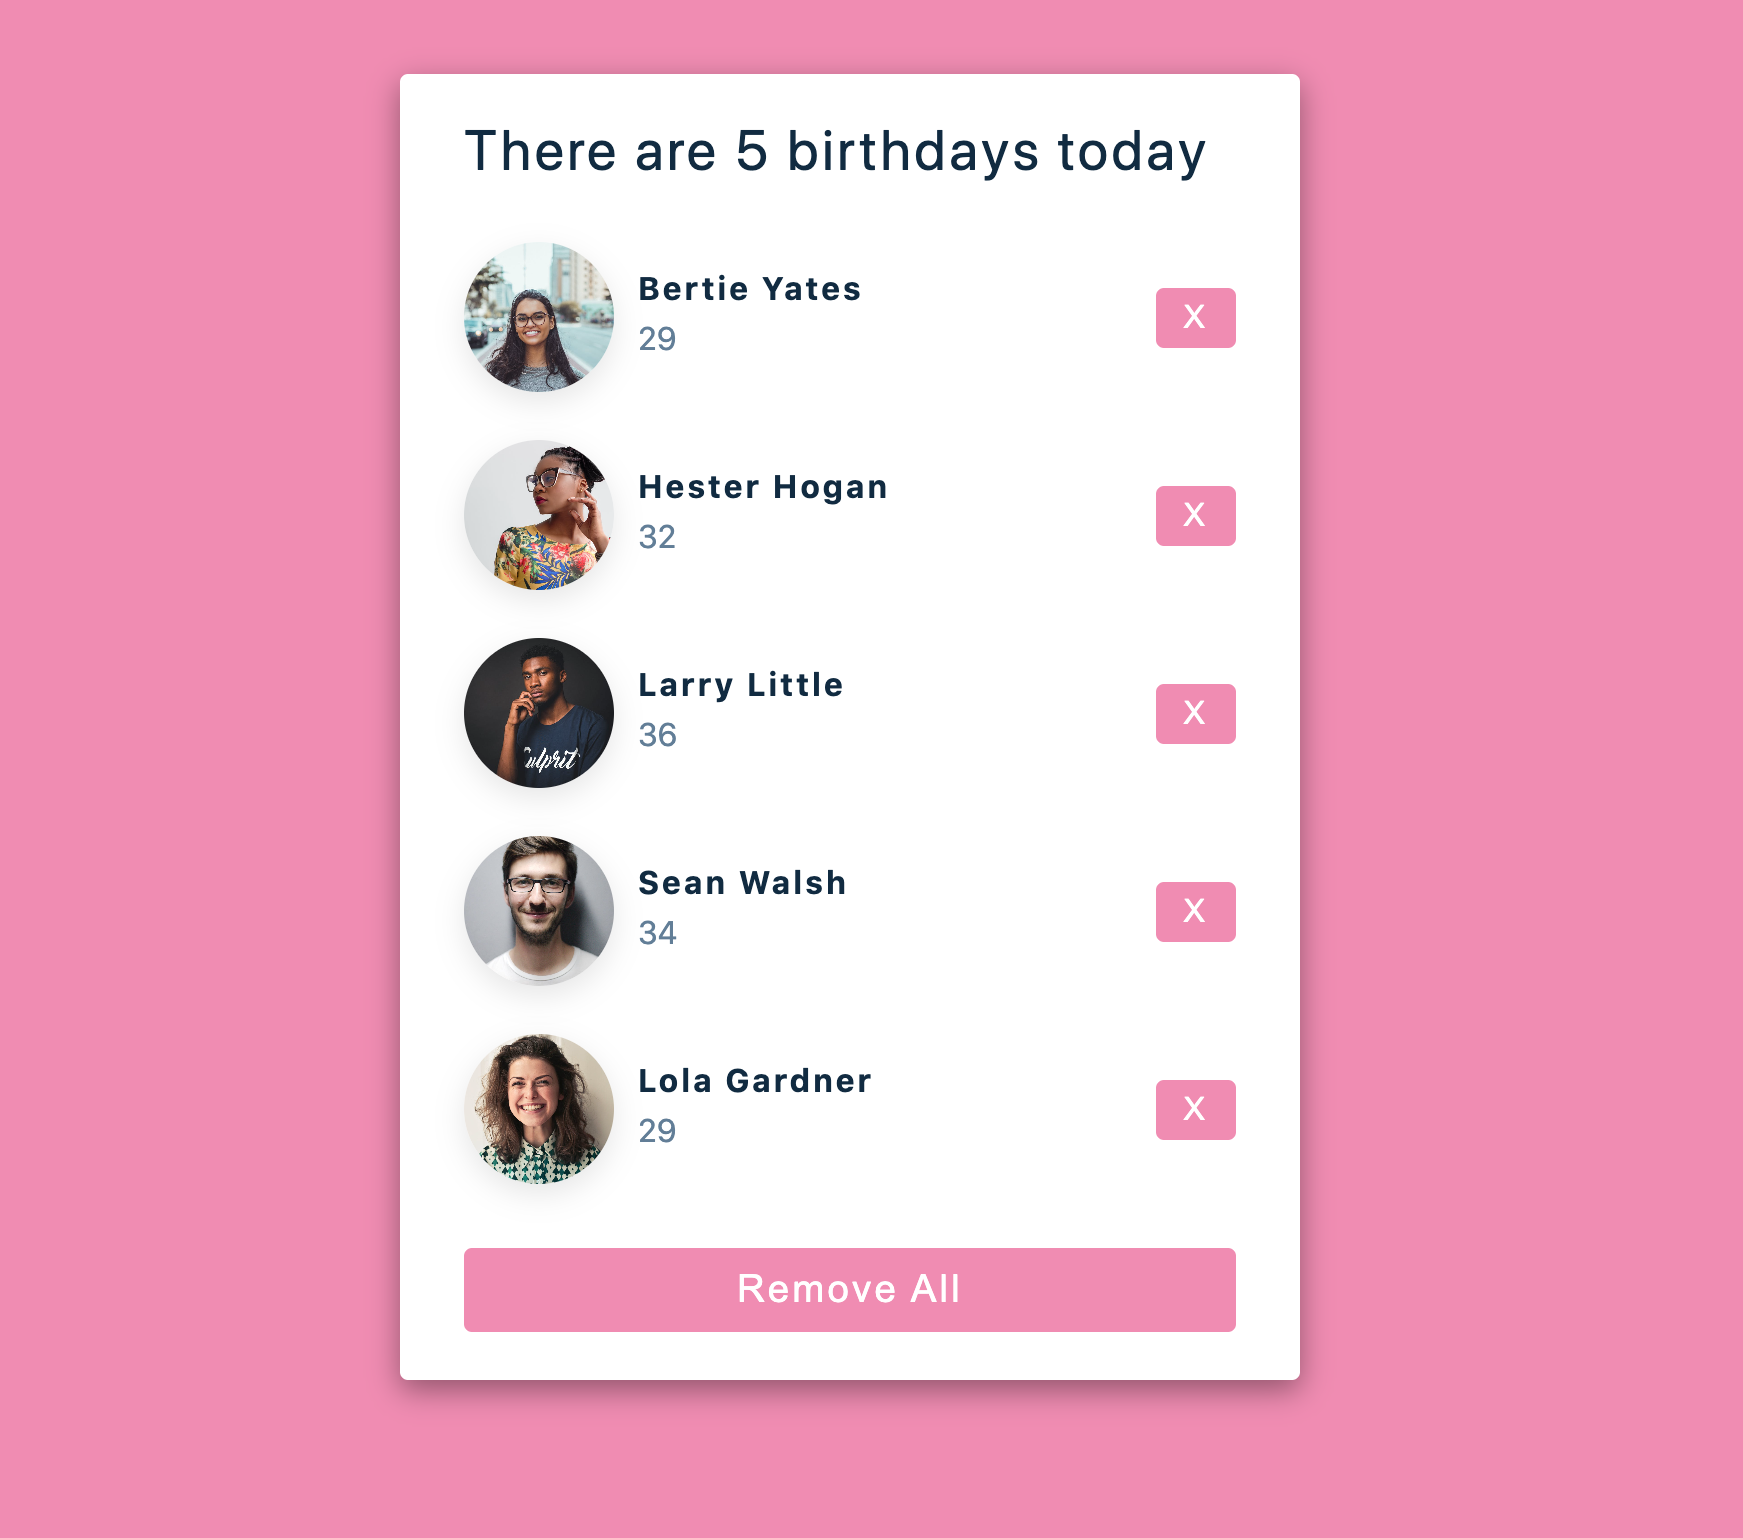 There are 5 birthdays today
Bertie Yates
29
X
Hester Hogan
32
X
Larry Little
36
X
ulprit
Sean Walsh
34
X
Lola Gardner
29
X
Remove All